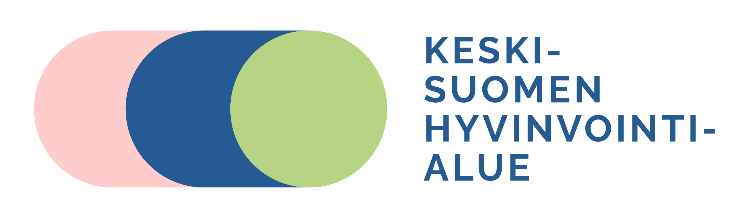 KESKI-
SUOMEN
HYVINVOINTI-
ALUE